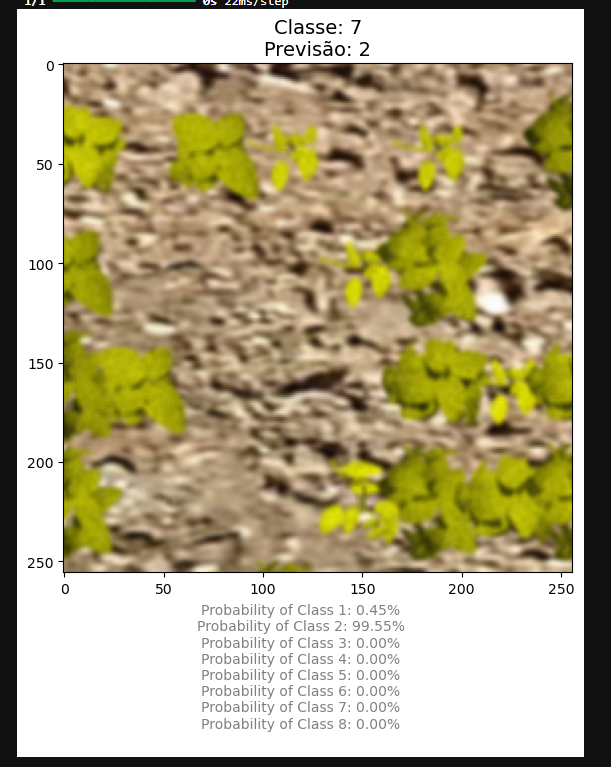 1/1 0s 22ms/step
Classe: 7
Previsão: 2
0
50
100
150
200
250
0 50 100 150 200 250
Probability of Class 1: 0.45%
Probability of Class 2: 99.55%
Probability of Class 3: 0.00%
Probability of Class 4: 0.00%
Probability of Class 5: 0.00%
Probability of Class 6: 0.00%
Probability of Class 7: 0.00%
Probability of Class 8: 0.00%